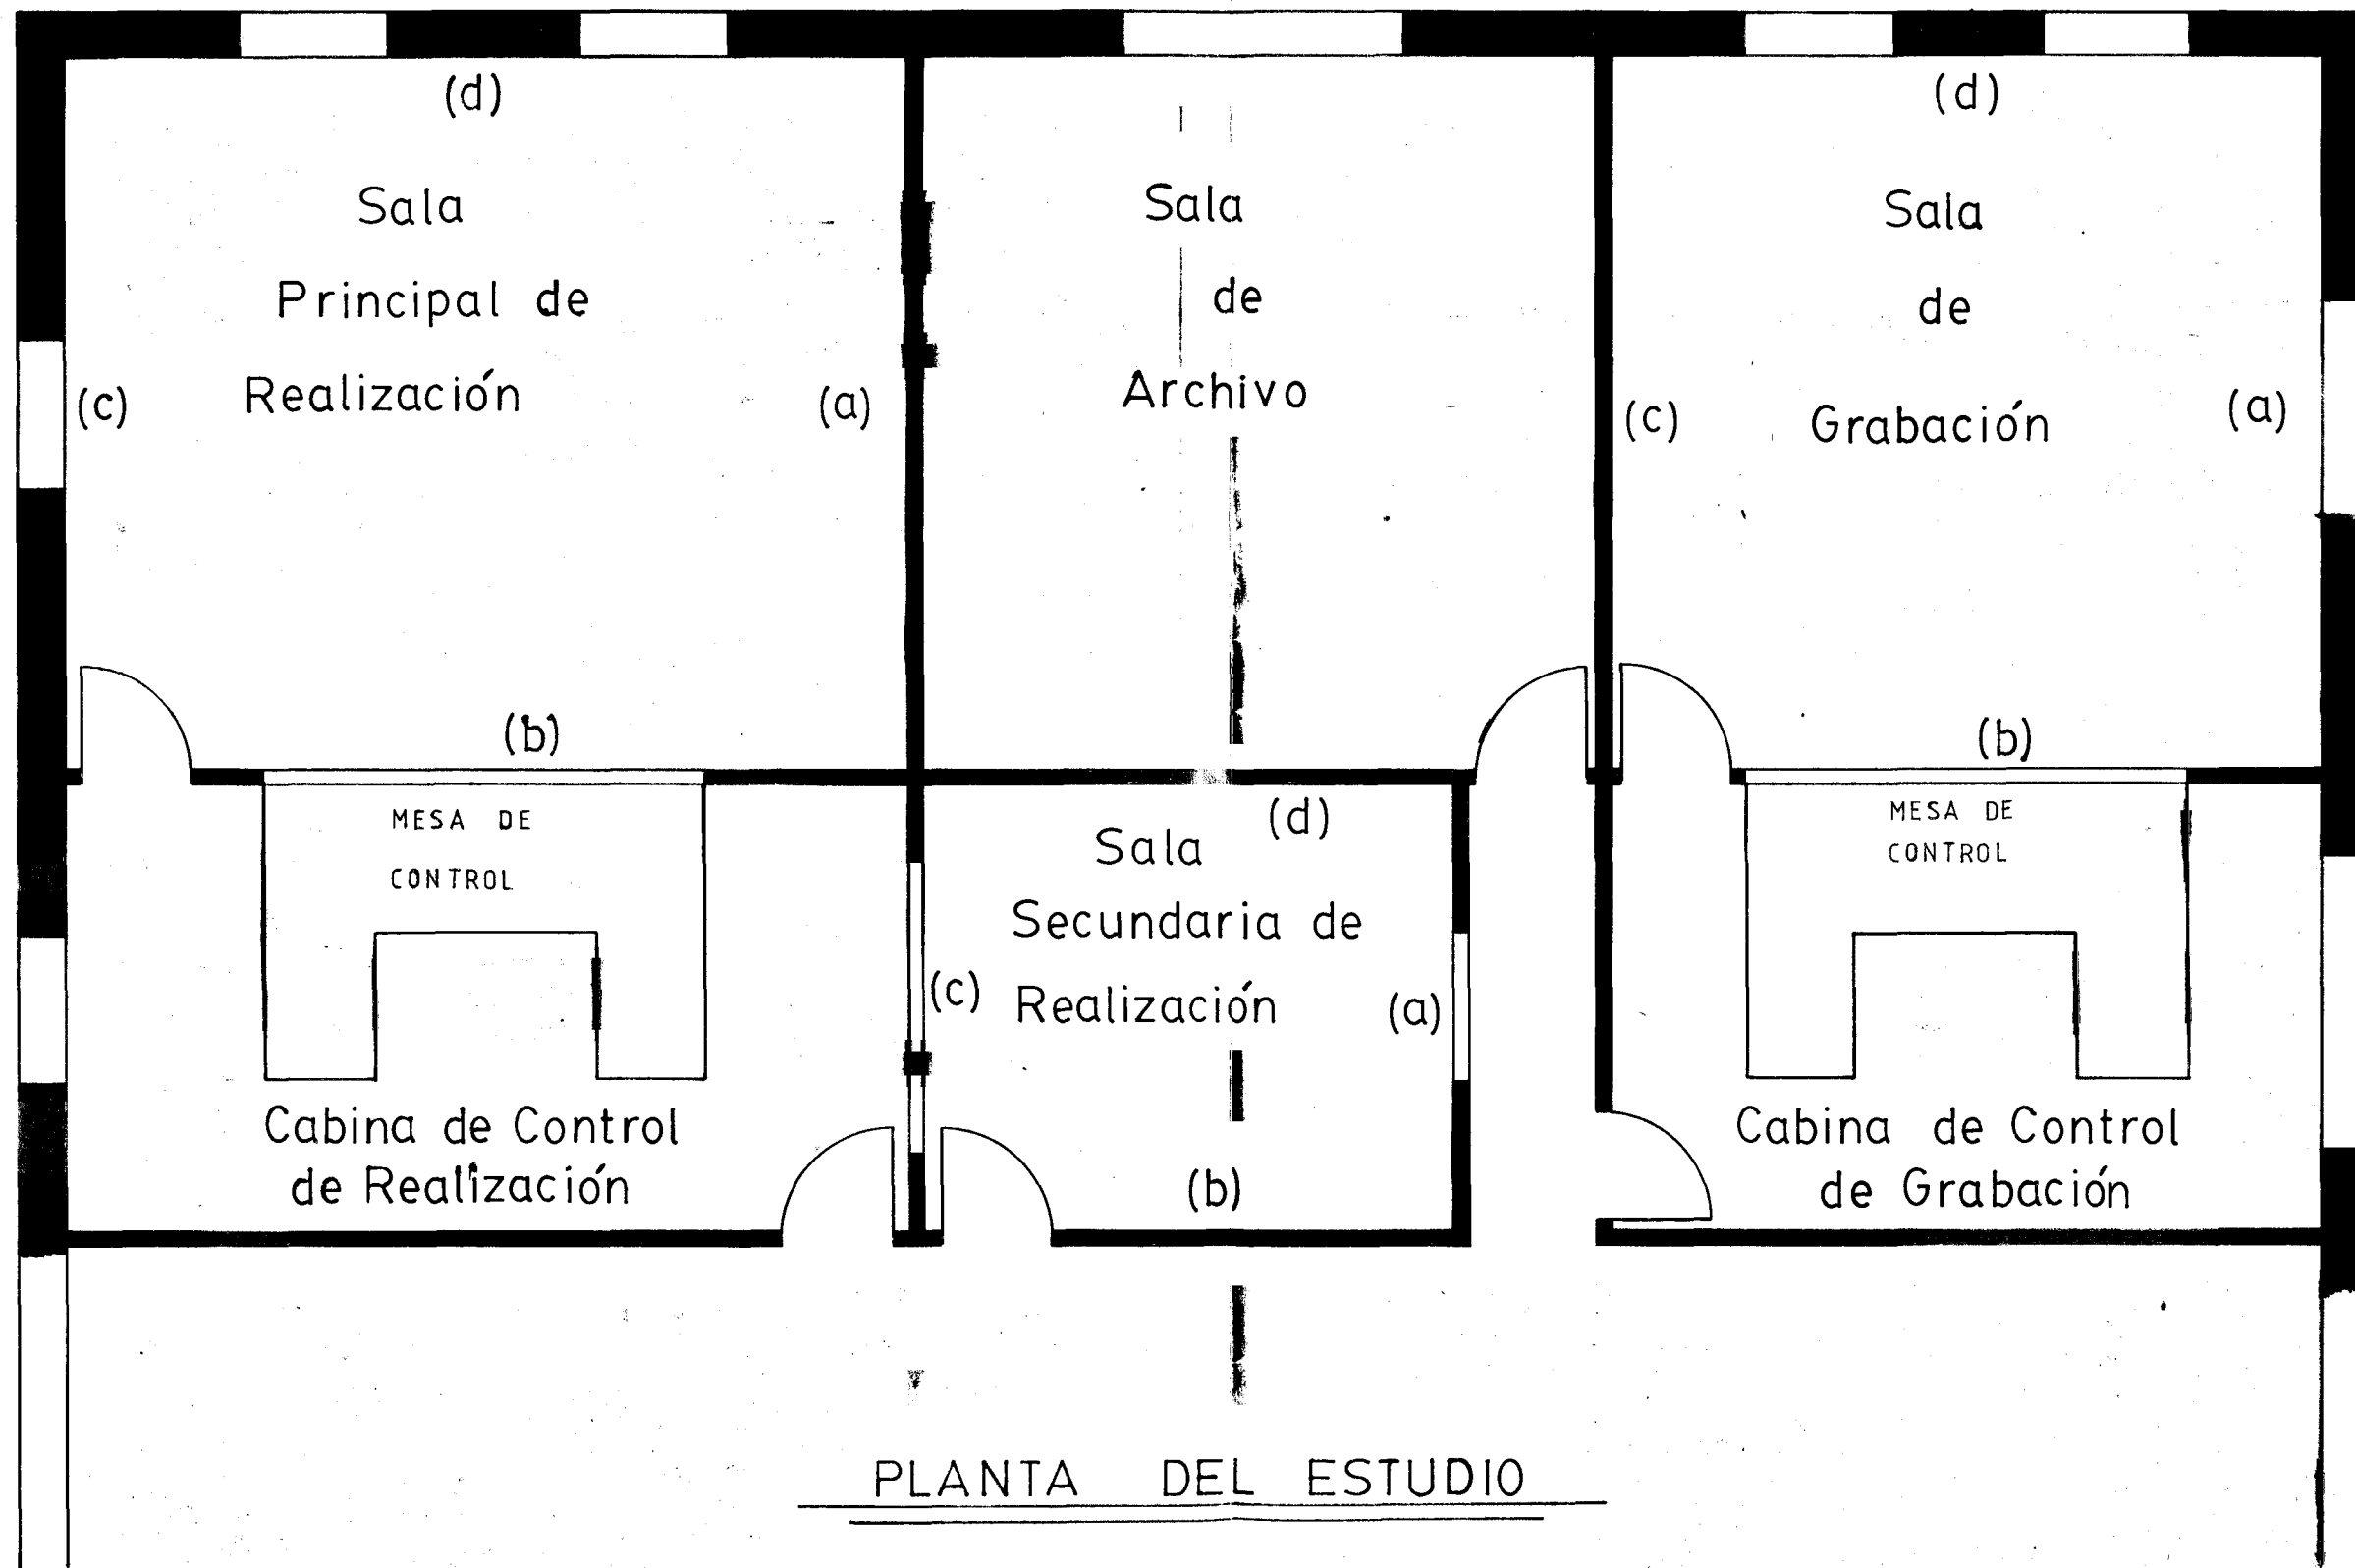 (d)
Sala
Principal de
Realización
(c)
(a)
(b)
Sala
de
Archivo
(d)
Sala
de
Grabación
(c)
(a)
(b)
MESA DE
CONTROL
Cabina de Control
de Realización
(d)
Sala
Secundaria de
Realización
(c)
(a)
(b)
MESA DE
CONTROL
Cabina de Control
de Grabación
PLANTA DEL ESTUDIO